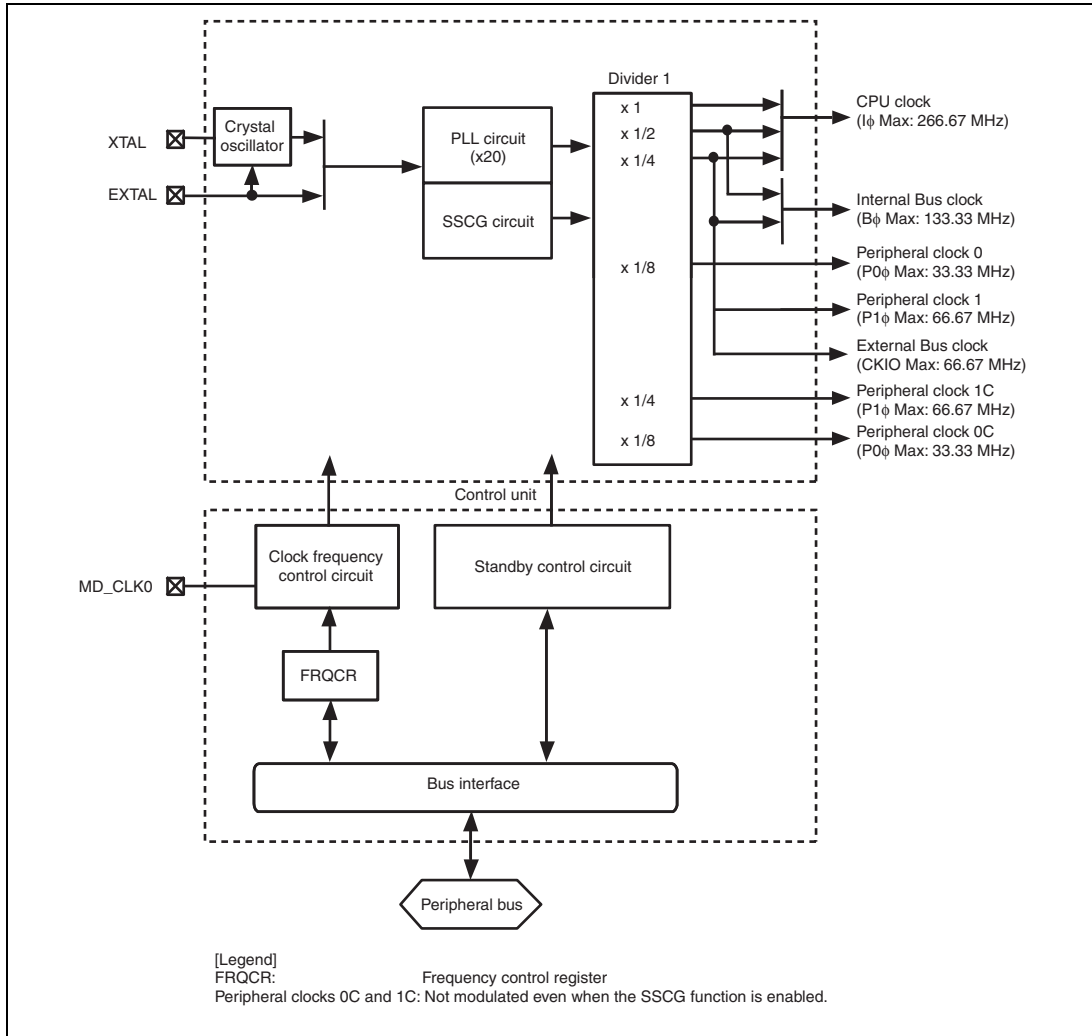 Divider 1
XTAL
Crystal
oscillator
EXTAL
PLL circuit
(x20)
SSCG circuit
x 1
x 1/2
x 1/4
x 1/8
x 1/4
x 1/8
CPU clock
(Iϕ Max: 266.67 MHz)
Internal Bus clock
(Bϕ Max: 133.33 MHz)
Peripheral clock 0
(P0ϕ Max: 33.33 MHz)
Peripheral clock 1
(P1ϕ Max: 66.67 MHz)
External Bus clock
(CKIO Max: 66.67 MHz)
Peripheral clock 1C
(P1ϕ Max: 66.67 MHz)
Peripheral clock 0C
(P0ϕ Max: 33.33 MHz)
Control unit
MD_CLK0
Clock frequency
control circuit
Standby control circuit
FRQCR
Bus interface
Peripheral bus
[Legend]
FRQCR: Frequency control register
Peripheral clocks 0C and 1C: Not modulated even when the SSCG function is enabled.